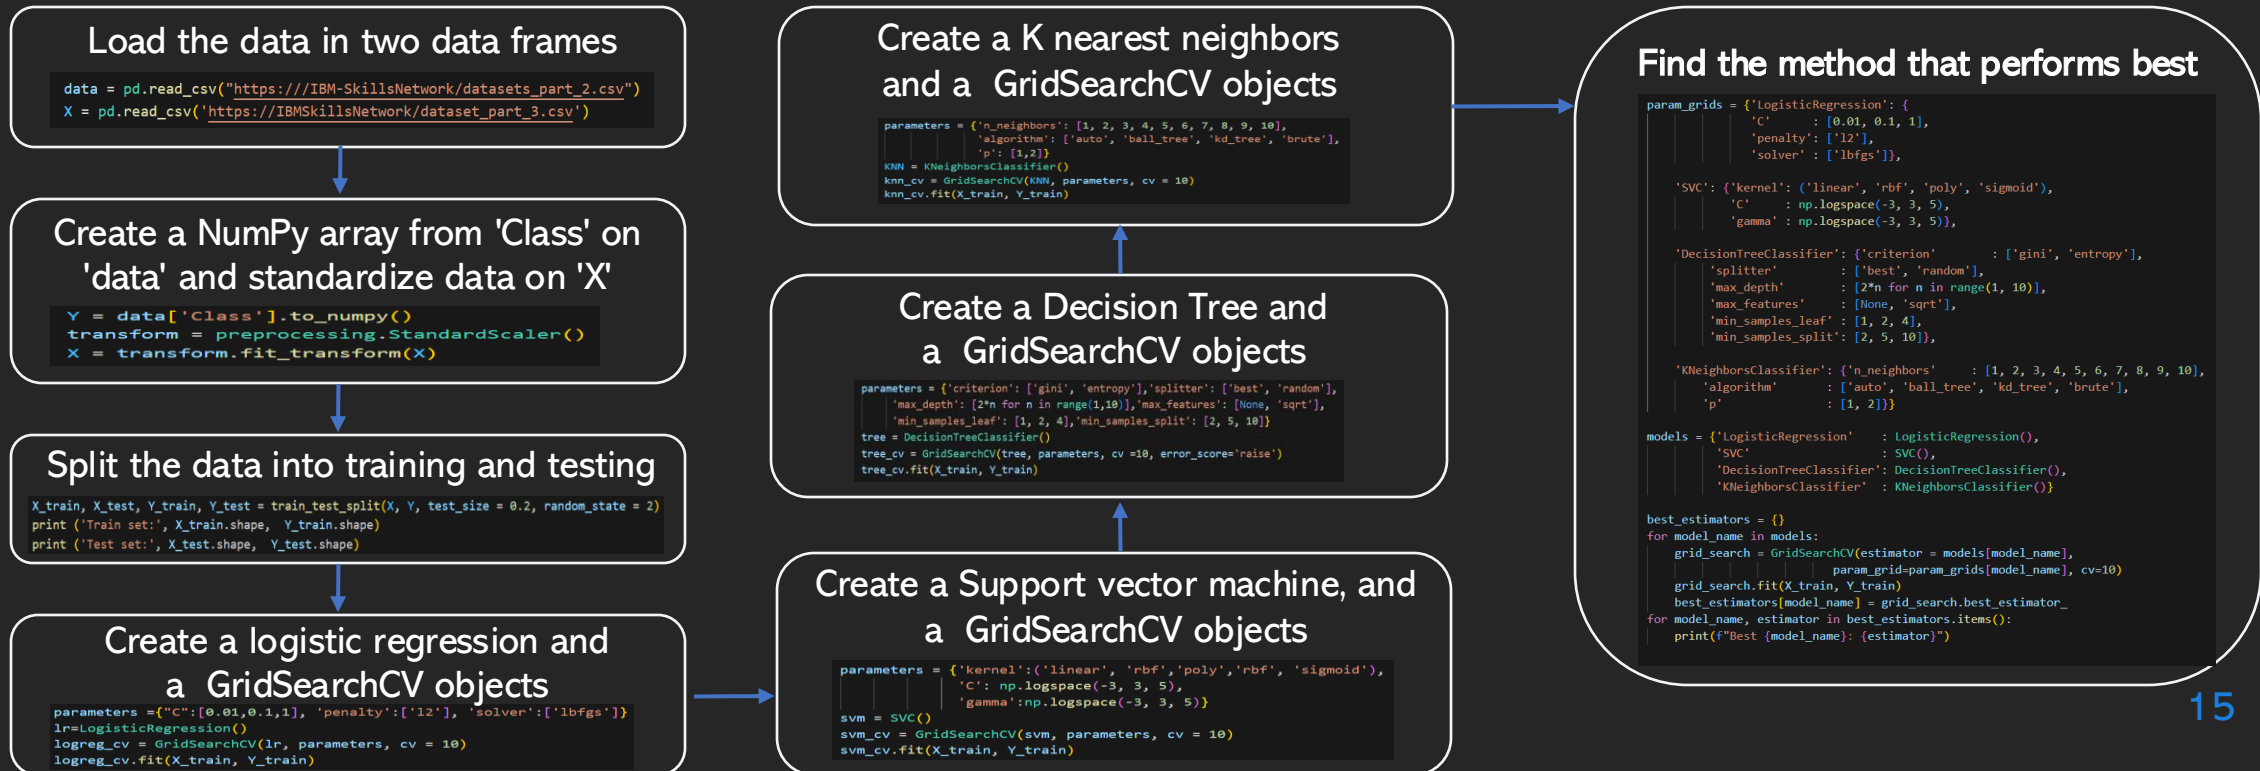 Load the data in two data frames
data = pd.read_csv("https:///IBM-SkillsNetwork/datasets_part_2.csv")
X = pd.read_csv('https://IBMSkillsNetwork/dataset_part_3.csv')
Create a NumPy array from 'Class' on
'data' and standardize data on 'X'
Y = data['Class'].to_numpy()
transform = preprocessing.StandardScaler()
X = transform.fit_transform(X)
Split the data into training and testing
X_train, X_test, Y_train, Y_test = train_test_split(X, Y, test_size = 0.2, random_state = 2)
print ('Train set:', X_train.shape,  Y_train.shape)
print ('Test set:', X_test.shape,  Y_test.shape)
Create a logistic regression and
a  GridSearchCV objects
parameters ={"C":[0.01,0.1,1], 'penalty':['l2'], 'solver':['lbfgs']}
lr=LogisticRegression()
logreg_cv = GridSearchCV(lr, parameters, cv = 10)
logreg_cv.fit(X_train, Y_train)
Create a Support vector machine, and
a  GridSearchCV objects
parameters = {'kernel':('linear', 'rbf','poly','rbf', 'sigmoid'),
'C': np.logspace(-3, 3, 5),
'gamma':np.logspace(-3, 3, 5)}
svm = SVC()
svm_cv = GridSearchCV(svm, parameters, cv = 10)
svm_cv.fit(X_train, Y_train)
Create a Decision Tree and
a  GridSearchCV objects
parameters = {'criterion': ['gini', 'entropy'],'splitter': ['best', 'random'],
'max_depth': [2*n for n in range(1,10)],'max_features': [None, 'sqrt'],
'min_samples_leaf': [1, 2, 4],'min_samples_split': [2, 5, 10]}
tree = DecisionTreeClassifier()
tree_cv = GridSearchCV(tree, parameters, cv =10, error_score='raise')
tree_cv.fit(X_train, Y_train)
Create a K nearest neighbors
and a  GridSearchCV objects
parameters = {'n_neighbors': [1, 2, 3, 4, 5, 6, 7, 8, 9, 10],
'algorithm': ['auto', 'ball_tree', 'kd_tree', 'brute'],
'p': [1,2]}
KNN = KNeighborsClassifier()
knn_cv = GridSearchCV(KNN, parameters, cv = 10)
knn_cv.fit(X_train, Y_train)
Find the method that performs best
param_grids = {'LogisticRegression': {
'C'      : [0.01, 0.1, 1],
'penalty': ['l2'],
'solver' : ['lbfgs']},
'SVC': {'kernel': ('linear', 'rbf', 'poly', 'sigmoid'),
'C'     : np.logspace(-3, 3, 5),
'gamma' : np.logspace(-3, 3, 5)},
'DecisionTreeClassifier': {'criterion'        : ['gini', 'entropy'],
'splitter'         : ['best', 'random'],
'max_depth'        : [2*n for n in range(1, 10)],
'max_features'     : [None, 'sqrt'],
'min_samples_leaf' : [1, 2, 4],
'min_samples_split': [2, 5, 10]},
'KNeighborsClassifier': {'n_neighbors'     : [1, 2, 3, 4, 5, 6, 7, 8, 9, 10],
'algorithm'       : ['auto', 'ball_tree', 'kd_tree', 'brute'],
'p'               : [1, 2]}}
models = {'LogisticRegression'    : LogisticRegression(),
'SVC'                   : SVC(),
'DecisionTreeClassifier': DecisionTreeClassifier(),
'KNeighborsClassifier'  : KNeighborsClassifier()}
best_estimators = {}
for model_name in models:
grid_search = GridSearchCV(estimator = models[model_name],
param_grid=param_grids[model_name], cv=10)
grid_search.fit(X_train, Y_train)
best_estimators[model_name] = grid_search.best_estimator_
for model_name, estimator in best_estimators.items():
print(f"Best {model_name}: {estimator}")
15